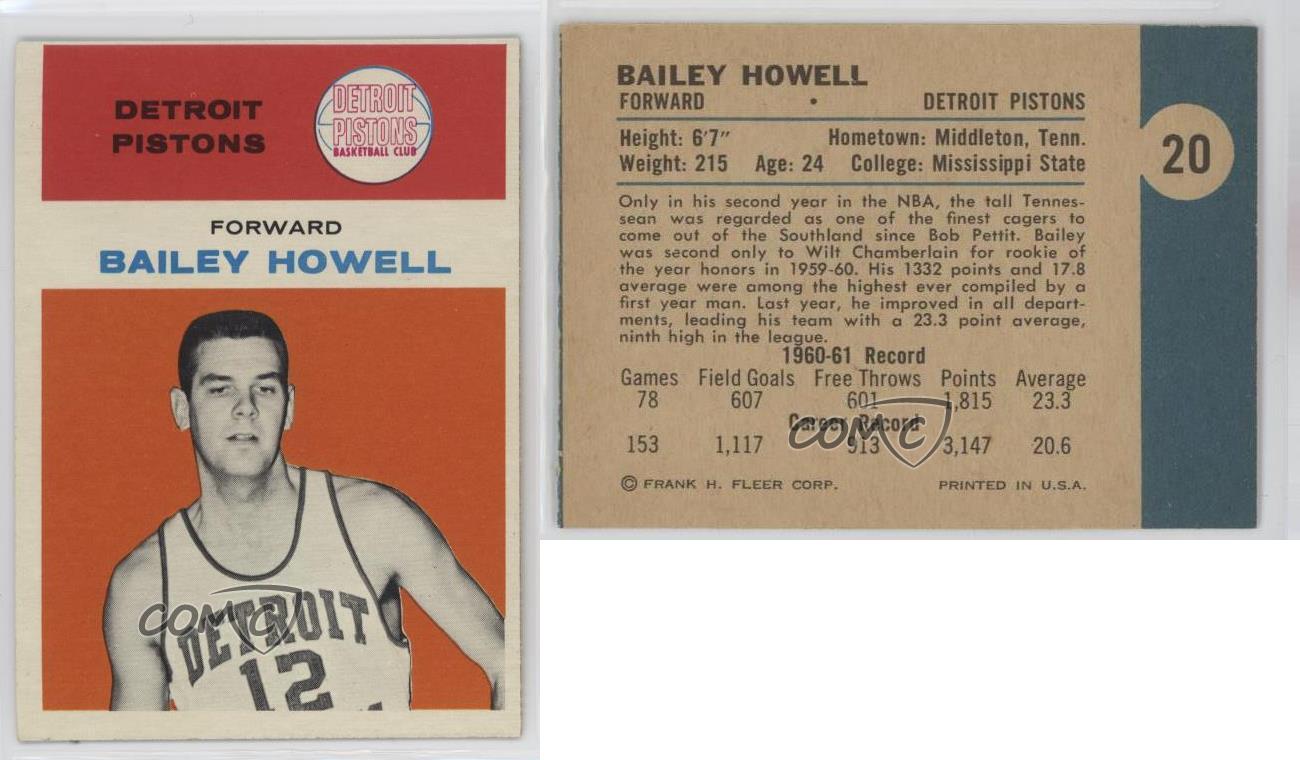 DETROIT
PISTONS
DETROIT
PISTONS
BASKETBALL CLUB
FORWARD
BAILEY HOWELL
COMC
DETROIT
12
BAILEY HOWELL
FORWARD • DETROIT PISTONS
Height: 6'7" Hometown: Middleton, Tenn.
Weight: 215 Age: 24 College: Mississippi State
20
Only in his second year in the NBA, the tall Tennes-
sean was regarded as one of the finest cagers to
come out of the Southland since Bob Pettit. Bailey
was second only to Wilt Chamberlain for rookie of
the year honors in 1959-60. His 1332 points and 17.8
average were among the highest ever compiled by a
first year man. Last year, he improved in all depart-
ments, leading his team with a 23.3 point average,
ninth high in the league.
1960-61 Record
Games Field Goals Free Throws Points Average
78 607 601 1,815 23.3
Career Record
COMC
153 1,117 913 3,147 20.6
© FRANK H. FLEER CORP. PRINTED IN U.S.A.